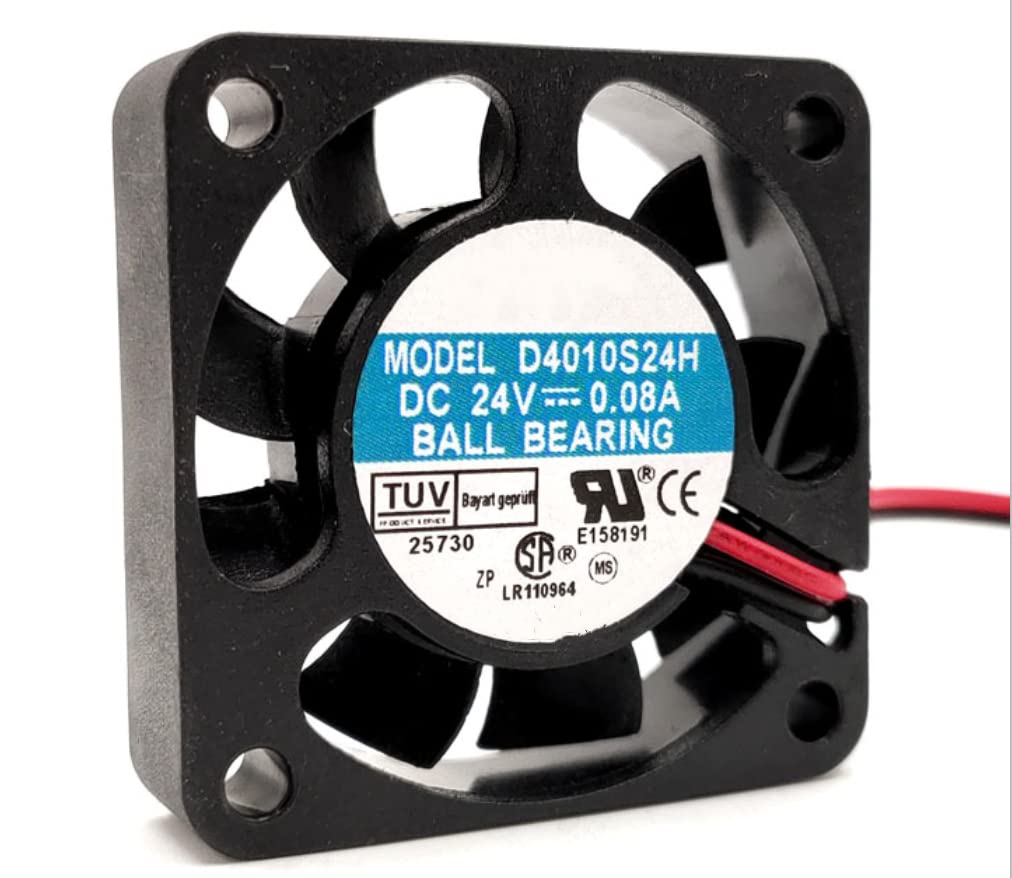 MODEL D4010S24H
DC 24V 0.08A
BALL BEARING
TUV Bayart geprüft
PRODUCT SERVICE
25730
RU ® CE
E158191
SA ®
MS
ZP
LR110964